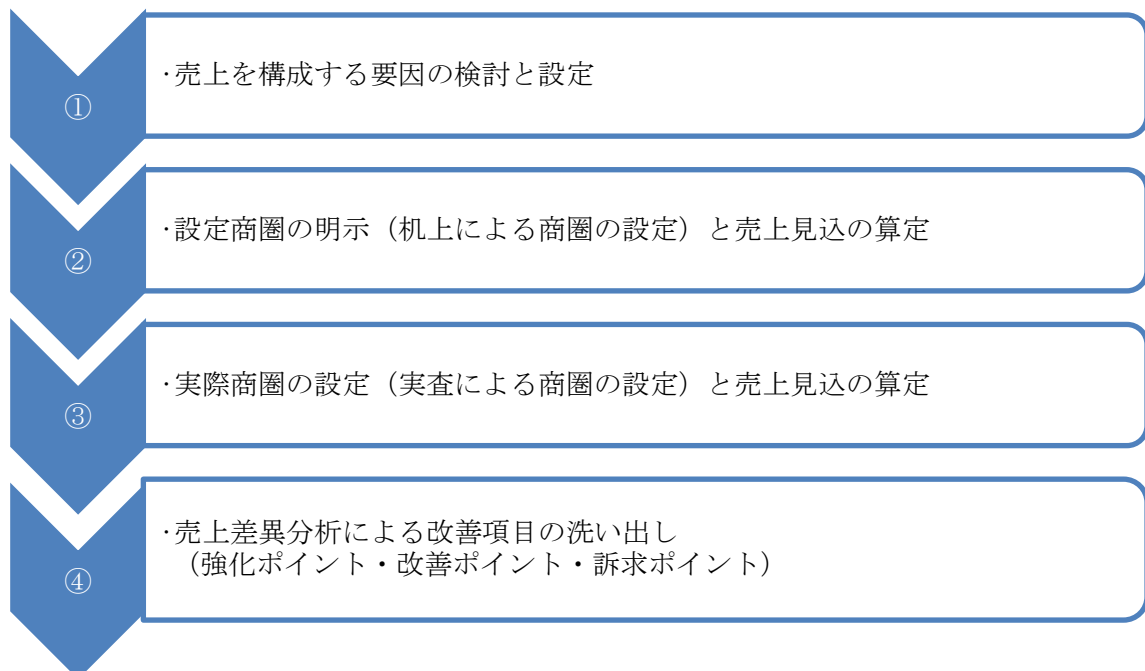 ①
·売上を構成する要因の検討と設定
②
·設定商圏の明示（机上による商圏の設定）と売上見込の算定
③
·実際商圏の設定（実査による商圏の設定）と売上見込の算定
④
·売上差異分析による改善項目の洗い出し
（強化ポイント・改善ポイント・訴求ポイント）